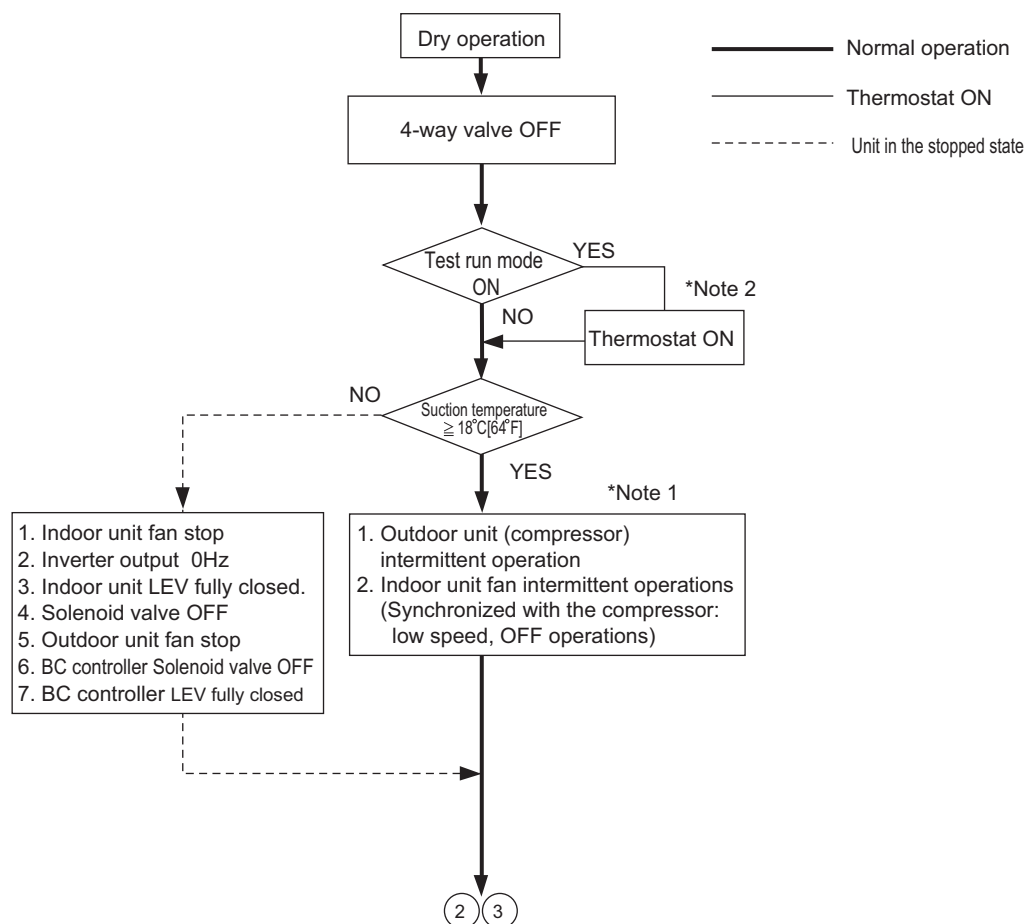 Dry operation
Normal operation
Thermostat ON
Unit in the stopped state
4-way valve OFF
Test run mode
ON
YES
*Note 2
NO
Thermostat ON
NO
Suction temperature
≧ 18°C[64°F]
YES
*Note 1
1. Indoor unit fan stop
2. Inverter output 0Hz
3. Indoor unit LEV fully closed.
4. Solenoid valve OFF
5. Outdoor unit fan stop
6. BC controller Solenoid valve OFF
7. BC controller LEV fully closed
1. Outdoor unit (compressor)
intermittent operation
2. Indoor unit fan intermittent operations
(Synchronized with the compressor:
low speed, OFF operations)
2 3